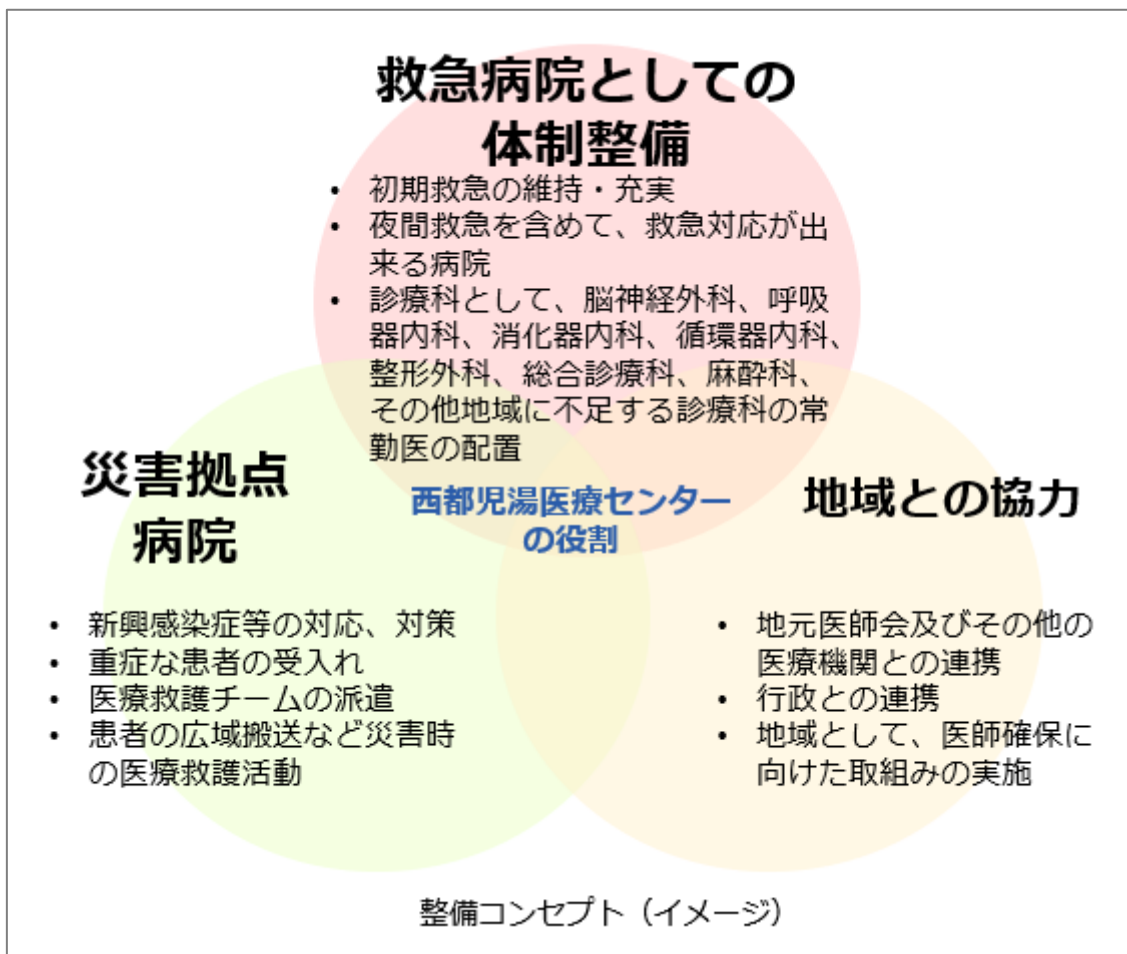 救急病院としての
体制整備
• 初期救急の維持・充実
• 夜間救急を含めて、救急対応が出
来る病院
• 診療科として、脳神経外科、呼吸
器内科、消化器内科、循環器内科、
整形外科、総合診療科、麻酔科、
その他地域に不足する診療科の常
勤医の配置
西都児湯医療センター
の役割
災害拠点
病院
• 新興感染症等の対応、対策
• 重症な患者の受入れ
• 医療救護チームの派遣
• 患者の広域搬送など災害時
の医療救護活動
地域との協力
• 地元医師会及びその他の
医療機関との連携
• 行政との連携
• 地域として、医師確保に
向けた取組みの実施
整備コンセプト（イメージ）